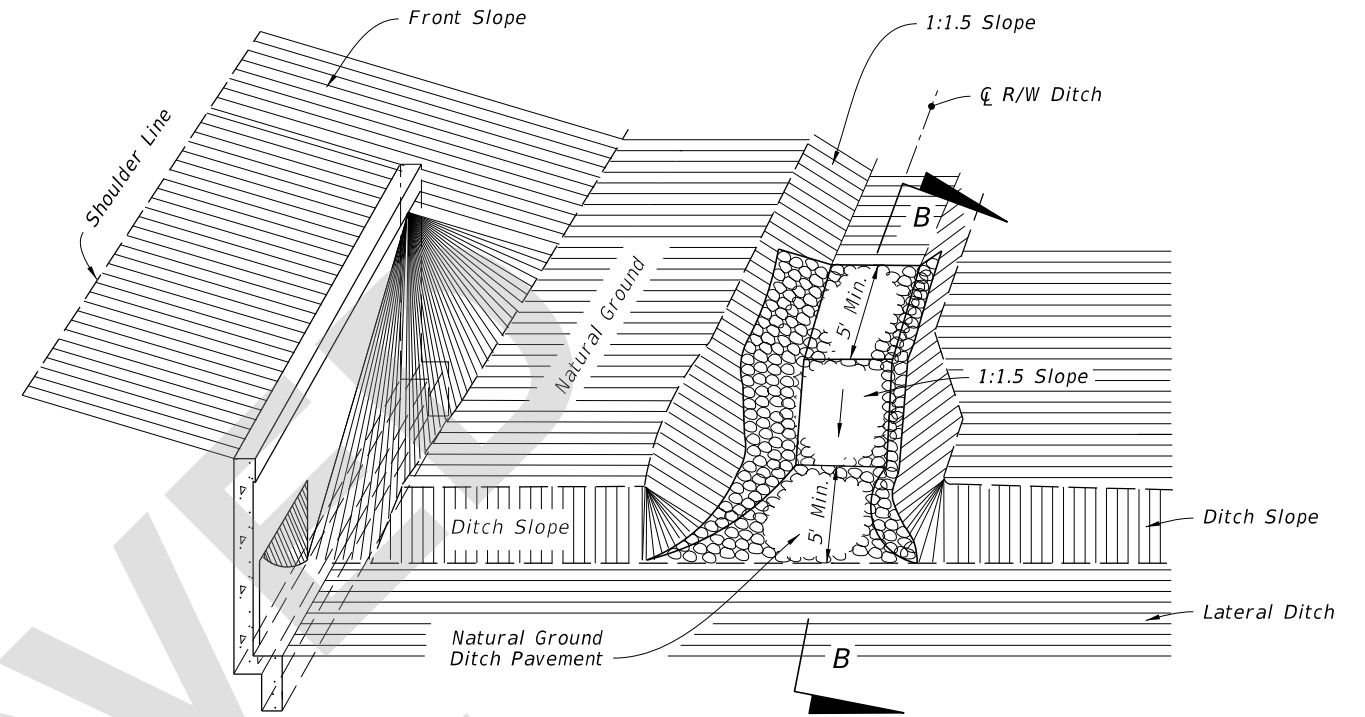 Front Slope
1:1.5 Slope
℄ R/W Ditch
Shoulder Line
B
Natural Ground
5' Min.
1:1.5 Slope
Ditch Slope
5' Min.
Ditch Slope
Lateral Ditch
Natural Ground
Ditch Pavement
B